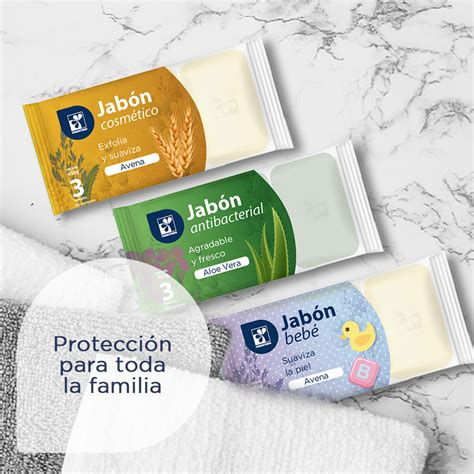 Jabón
cosmético
Exfolia
y suaviza
Avena
3
Jabón
antibacterial
Agradable
y fresco
Aloe Vera
3
Jabón
bebé
Suaviza
la piel
Avena
B
Protección
para toda
la familia